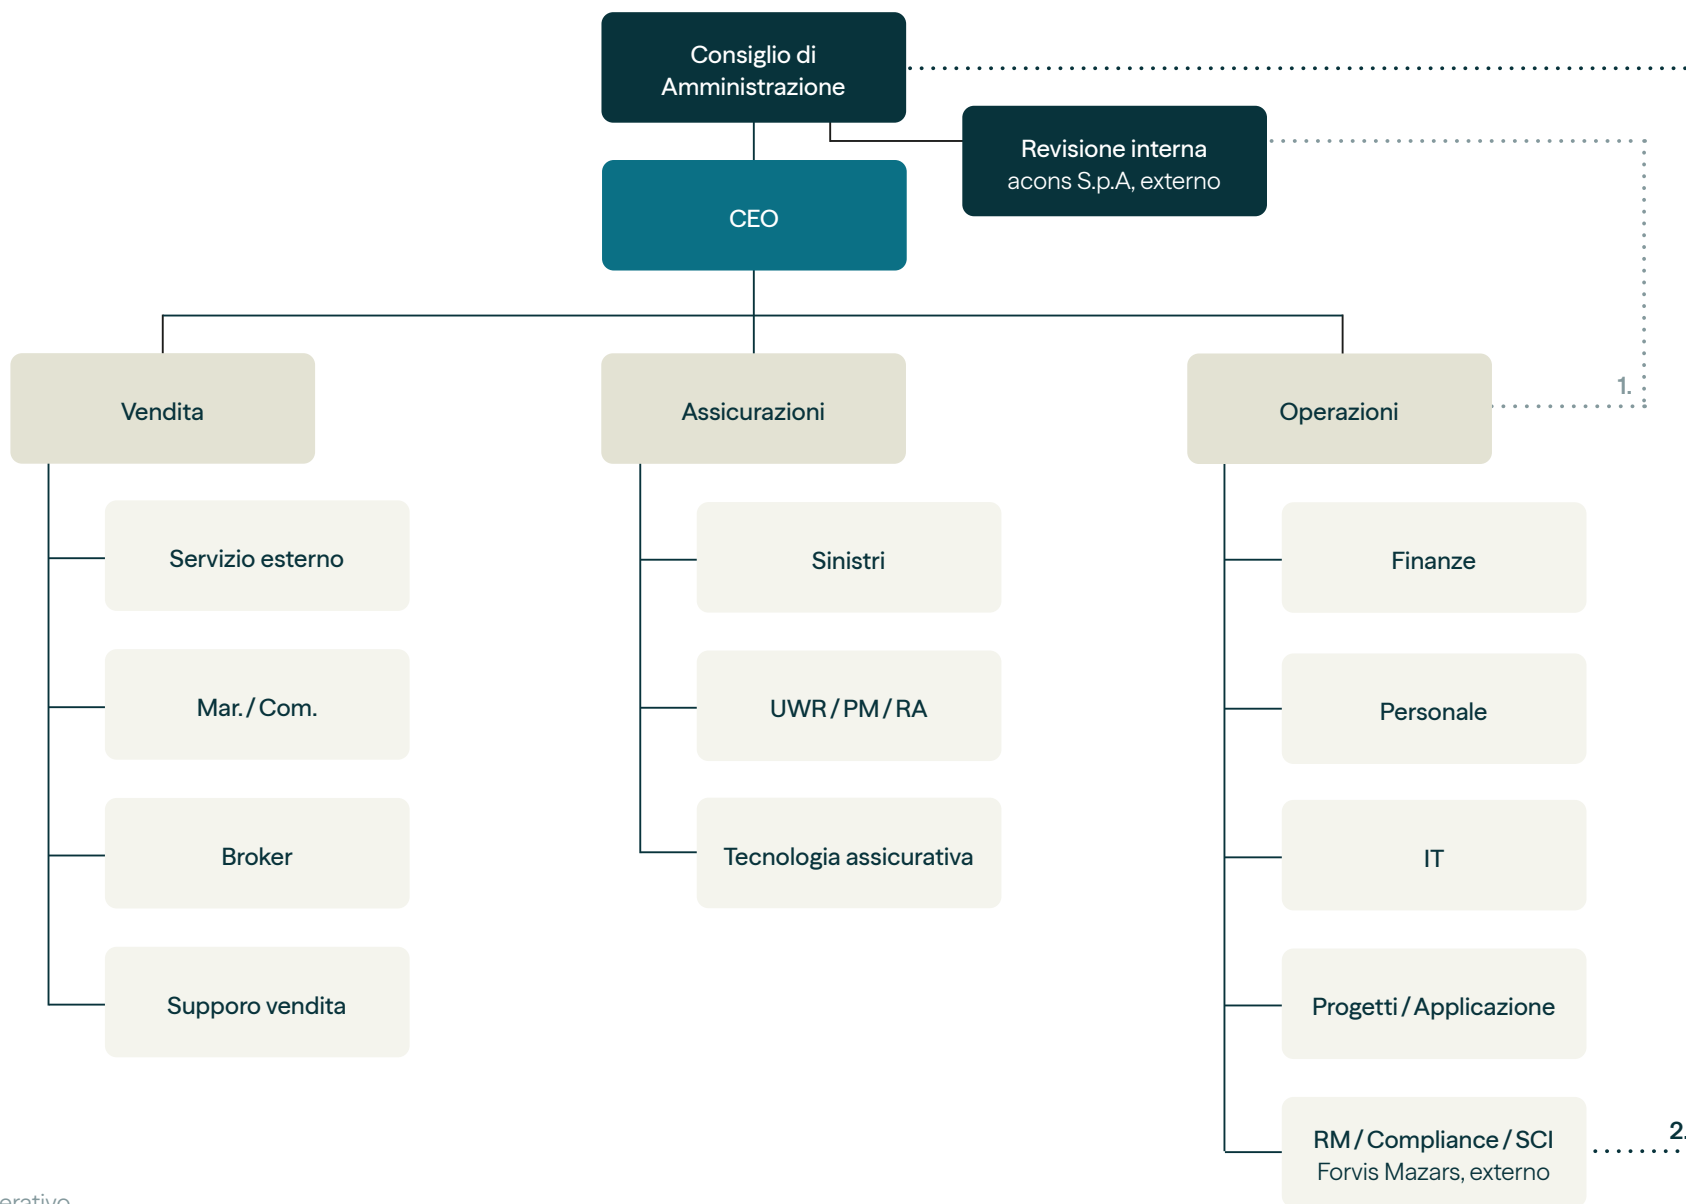 Consiglio di
Amministrazione
Revisione interna
acons S.p.A, externo
CEO
1.
Vendita
Assicurazioni
Operazioni
Servizio esterno
Sinistri
Finanze
Mar. / Com.
UWR / PM / RA
Personale
Broker
Tecnologia assicurativa
IT
Supporo vendita
Progetti / Applicazione
2.
RM / Compliance / SCI
Forvis Mazars, externo